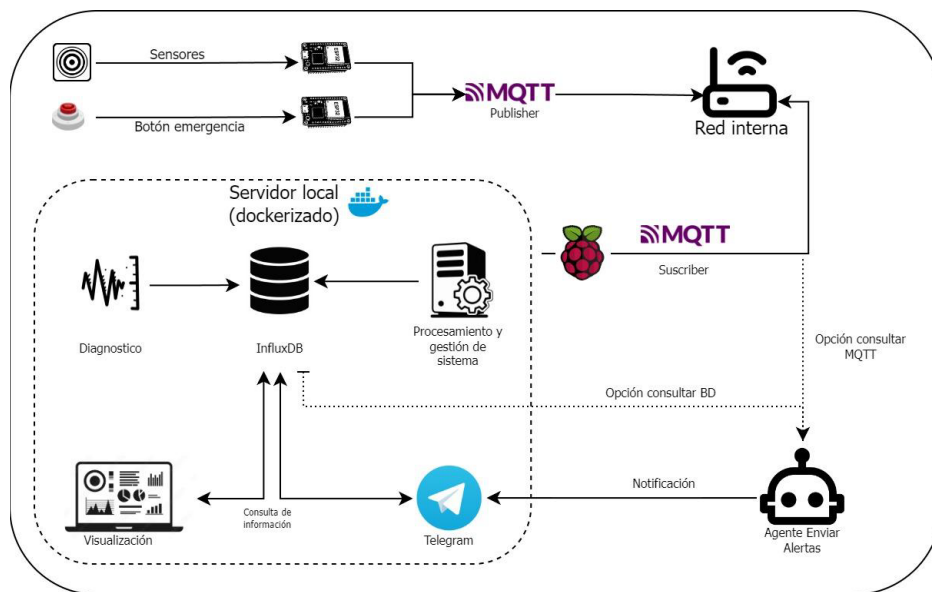 Sensores
Botón emergencia
MQTT
Publisher
Red interna
Servidor local
(dockerizado)
MQTT
Suscriber
Diagnostico
InfluxDB
Procesamiento y
gestión de
sistema
Opción consultar
MQTT
Opción consultar BD
Visualización
Consulta de
información
Telegram
Notificación
Agente Enviar
Alertas